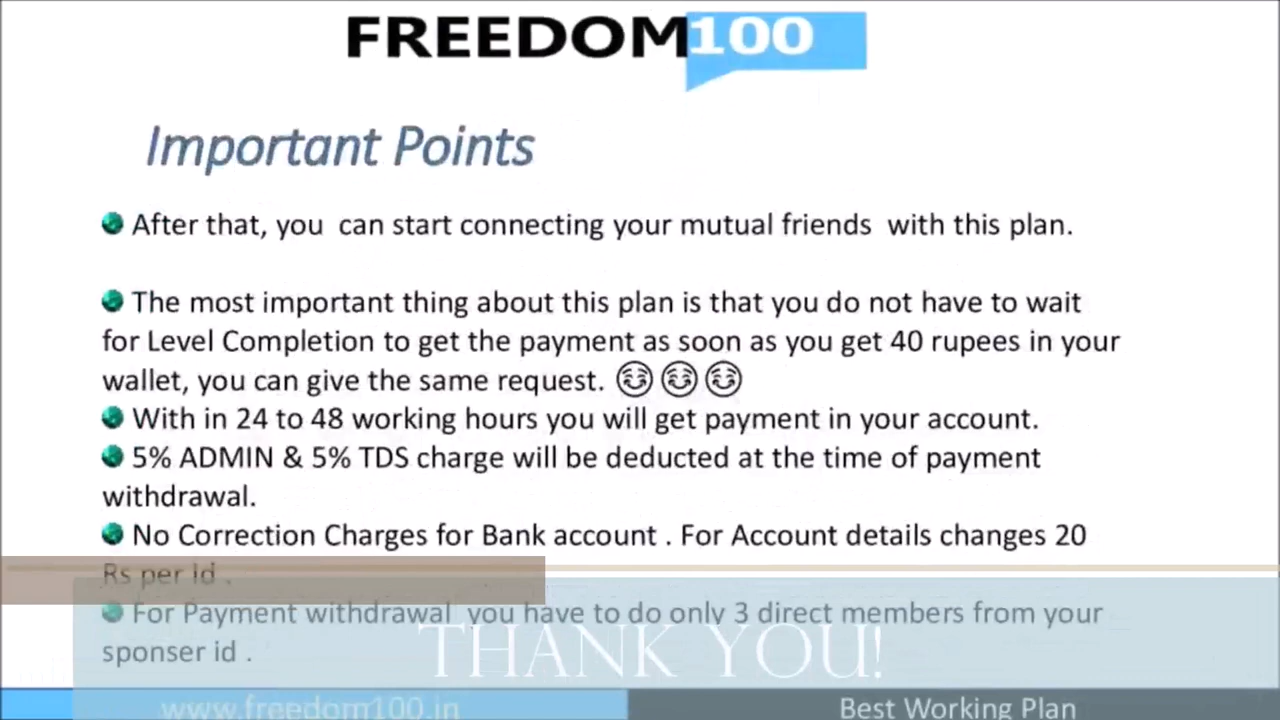 FREEDOM100
Important Points
After that, you can start connecting your mutual friends with this plan.
The most important thing about this plan is that you do not have to wait
for Level Completion to get the payment as soon as you get 40 rupees in your
wallet, you can give the same request.
With in 24 to 48 working hours you will get payment in your account.
5% ADMIN & 5% TDS charge will be deducted at the time of payment
withdrawal.
No Correction Charges for Bank account . For Account details changes 20
Rs per Id .
For Payment withdrawal you have to do only 3 direct members from your
sponser id .
THANK YOU!
www.freedom100.in
Best Working Plan